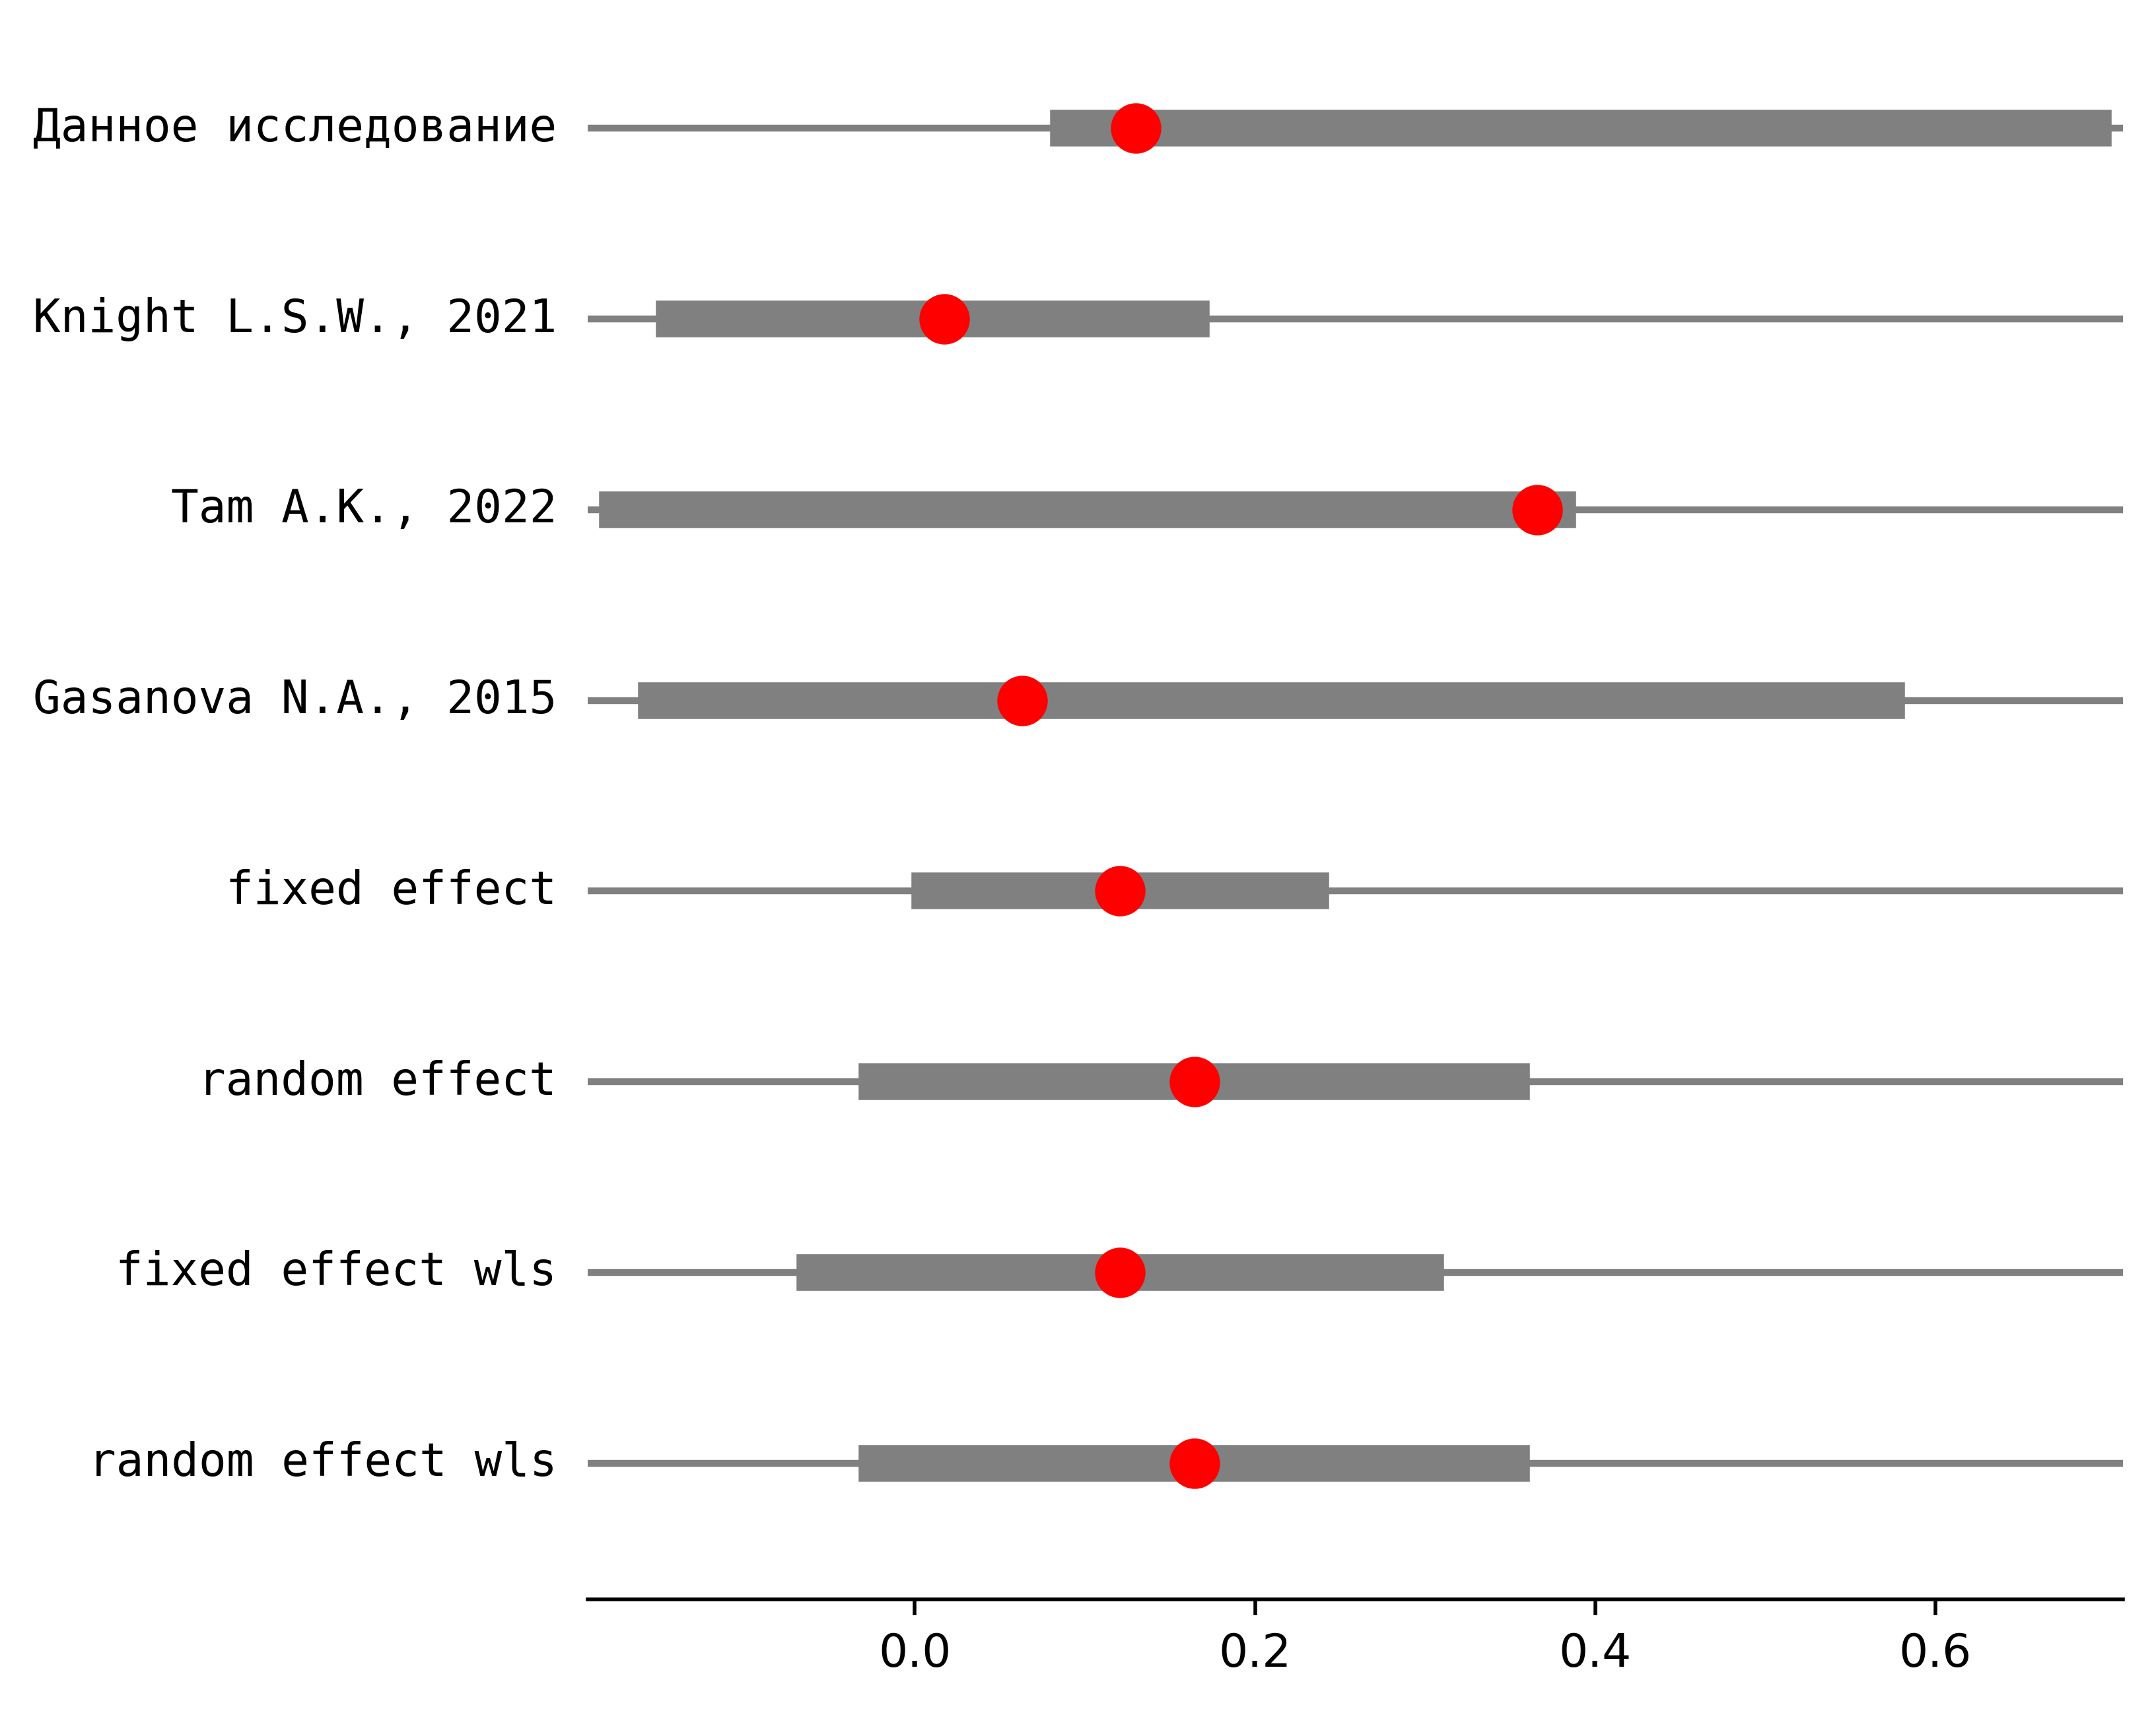 Данное исследование
Knight L.S.W., 2021
Tam A.K., 2022
Gasanova N.A., 2015
fixed effect
random effect
fixed effect wls
random effect wls
0.0 0.2 0.4 0.6